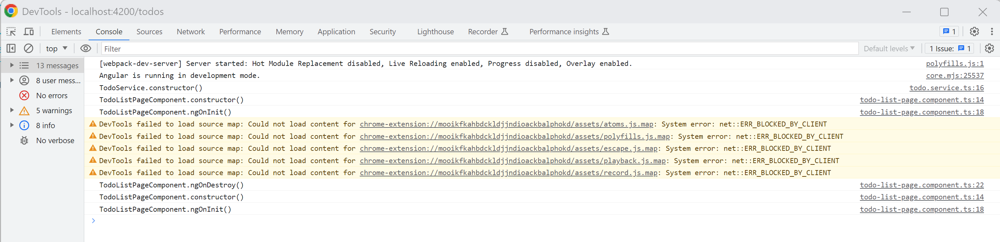 DevTools - localhost:4200/todos
Elements Console Sources Network Performance Memory Application Security Lighthouse Recorder Performance insights 1
top Filter Default levels 1 Issue: 1
13 messages
8 user mess...
No errors
5 warnings
8 info
No verbose
[webpack-dev-server] Server started: Hot Module Replacement disabled, Live Reloading enabled, Progress disabled, Overlay enabled. polyfills.js:1
Angular is running in development mode. core.mjs:25537
TodoService.constructor() todo.service.ts:16
TodoListPageComponent.constructor() todo-list-page.component.ts:14
TodoListPageComponent.ngOnInit() todo-list-page.component.ts:18
DevTools failed to load source map: Could not load content for chrome-extension://mooikfkahbdckldjjndioackbalphokd/assets/atoms.js.map: System error: net::ERR_BLOCKED_BY_CLIENT
DevTools failed to load source map: Could not load content for chrome-extension://mooikfkahbdckldjjndioackbalphokd/assets/polyfills.js.map: System error: net::ERR_BLOCKED_BY_CLIENT
DevTools failed to load source map: Could not load content for chrome-extension://mooikfkahbdckldjjndioackbalphokd/assets/escape.js.map: System error: net::ERR_BLOCKED_BY_CLIENT
DevTools failed to load source map: Could not load content for chrome-extension://mooikfkahbdckldjjndioackbalphokd/assets/playback.js.map: System error: net::ERR_BLOCKED_BY_CLIENT
DevTools failed to load source map: Could not load content for chrome-extension://mooikfkahbdckldjjndioackbalphokd/assets/record.js.map: System error: net::ERR_BLOCKED_BY_CLIENT
TodoListPageComponent.ngOnDestroy() todo-list-page.component.ts:22
TodoListPageComponent.constructor() todo-list-page.component.ts:14
TodoListPageComponent.ngOnInit() todo-list-page.component.ts:18